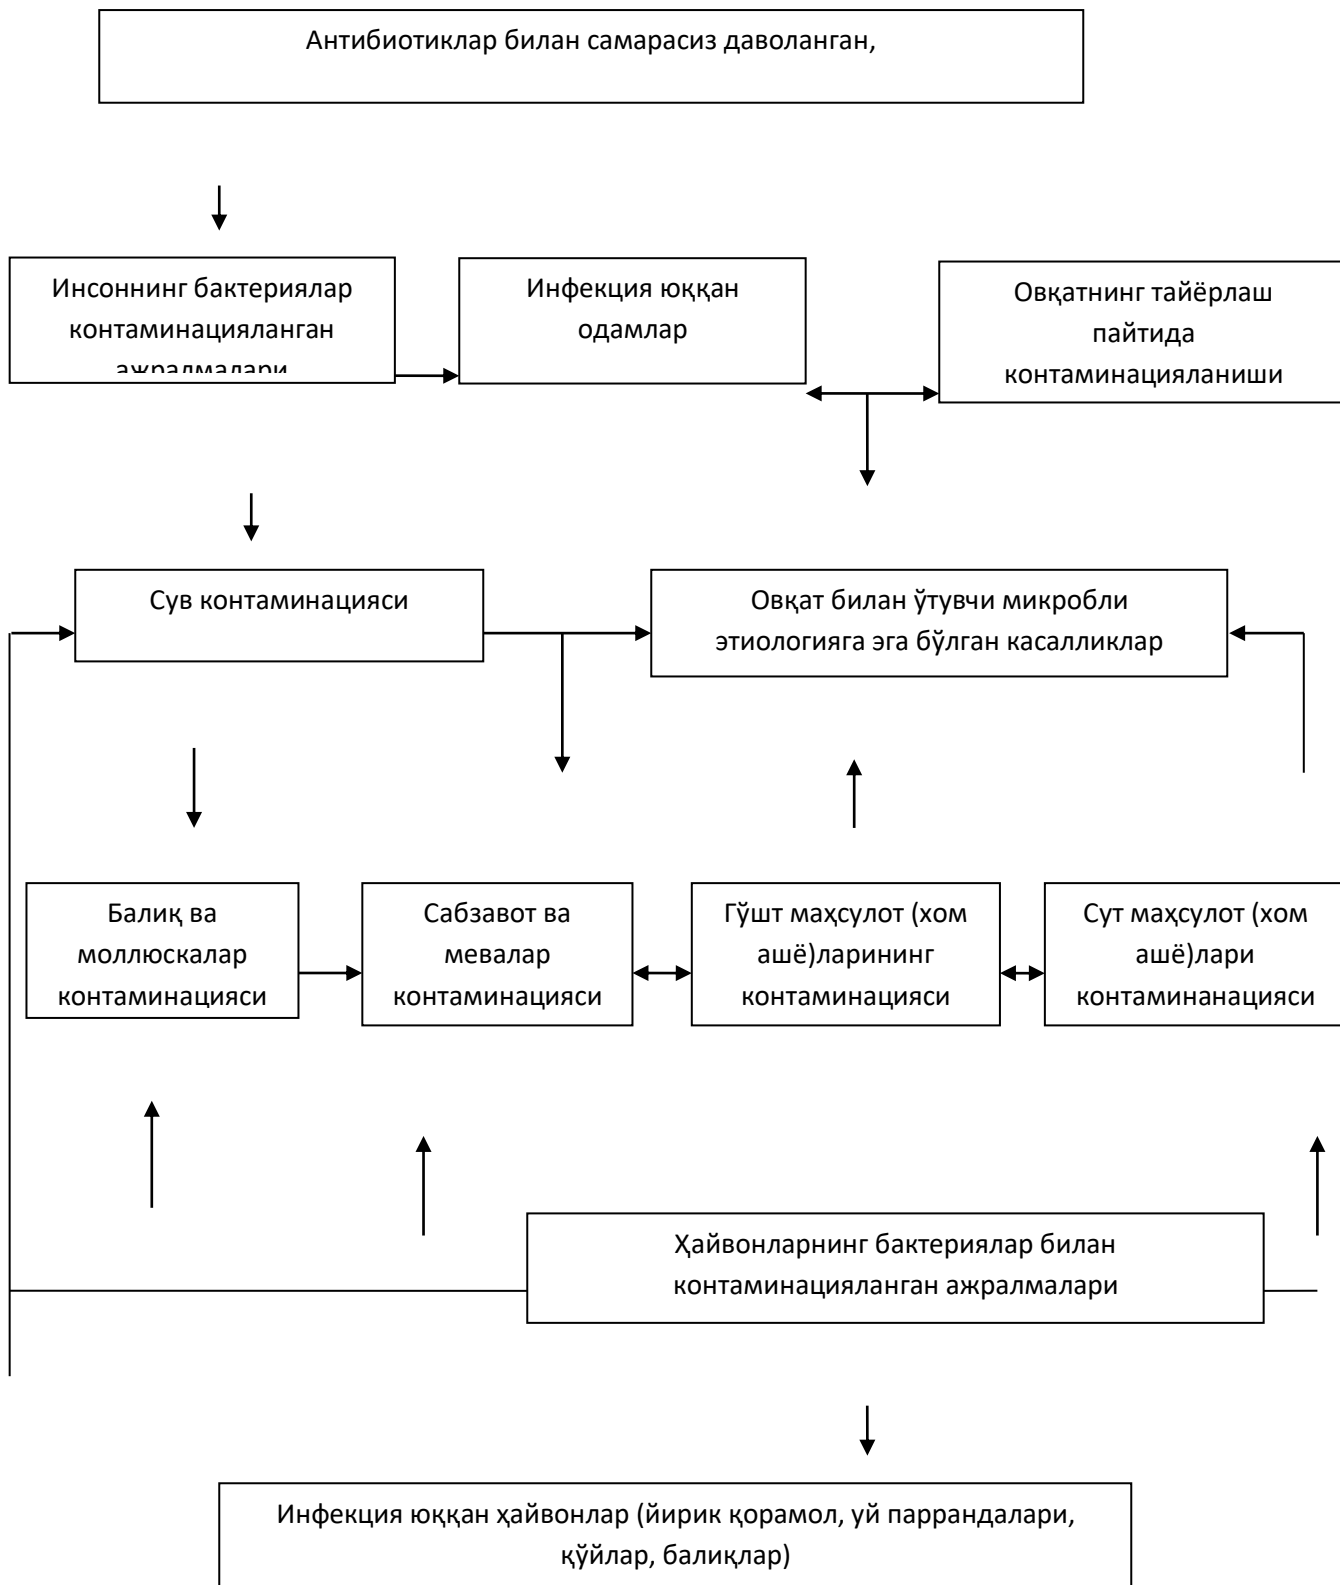 Антибиотиклар билан самарасиз даволанган,
Инсоннинг бактериялар
контаминацияланган
ажралмалари
Инфекция юққан
одамлар
Овқатнинг тайёрлаш
пайтида
контаминацияланиши
Сув контаминацияси
Овқат билан ўтувчи микробли
этиологияга эга бўлган касалликлар
Балиқ ва
моллюскалар
контаминацияси
Сабзавот ва
мевалар
контаминацияси
Гўшт маҳсулот (хом
ашё)ларининг
контаминацияси
Сут маҳсулот (хом
ашё)лари
контаминанацияси
Ҳайвонларнинг бактериялар билан
контаминацияланган ажралмалари
Инфекция юққан ҳайвонлар (йирик қорамол, уй паррандалари,
қўйлар, балиқлар)